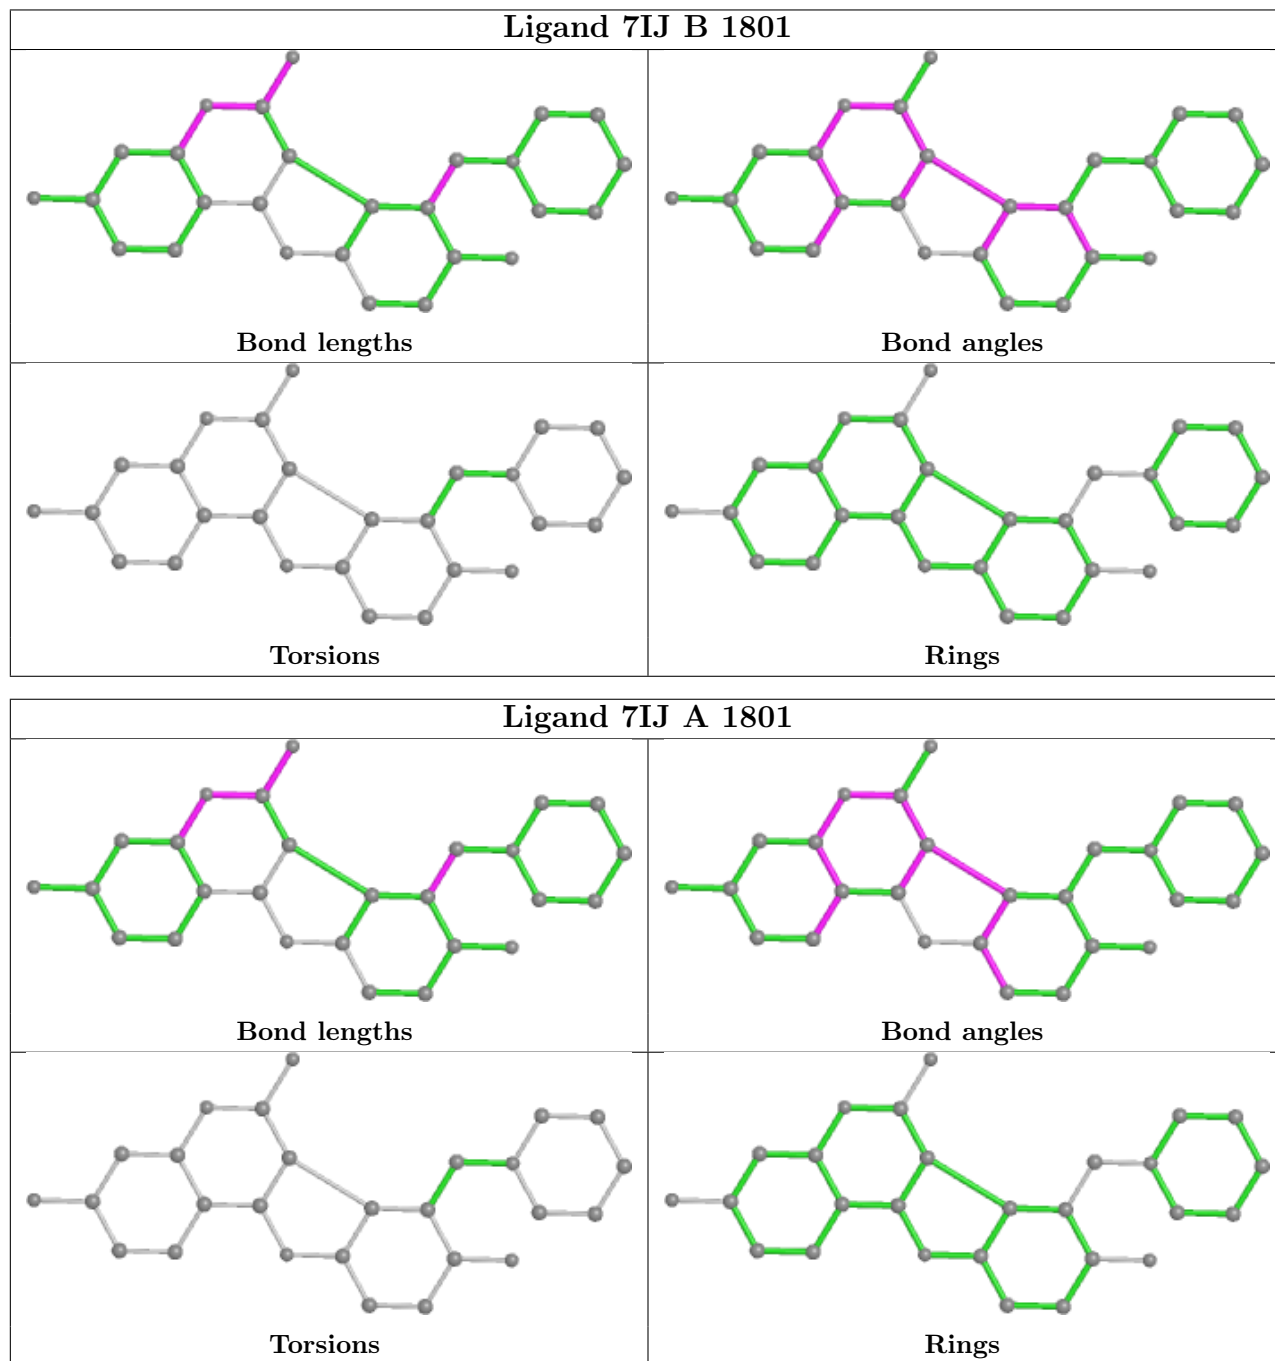 Ligand 7IJ B 1801
Bond lengths
Bond angles
Torsions
Rings
Ligand 7IJ A 1801
Bond lengths
Bond angles
Torsions
Rings